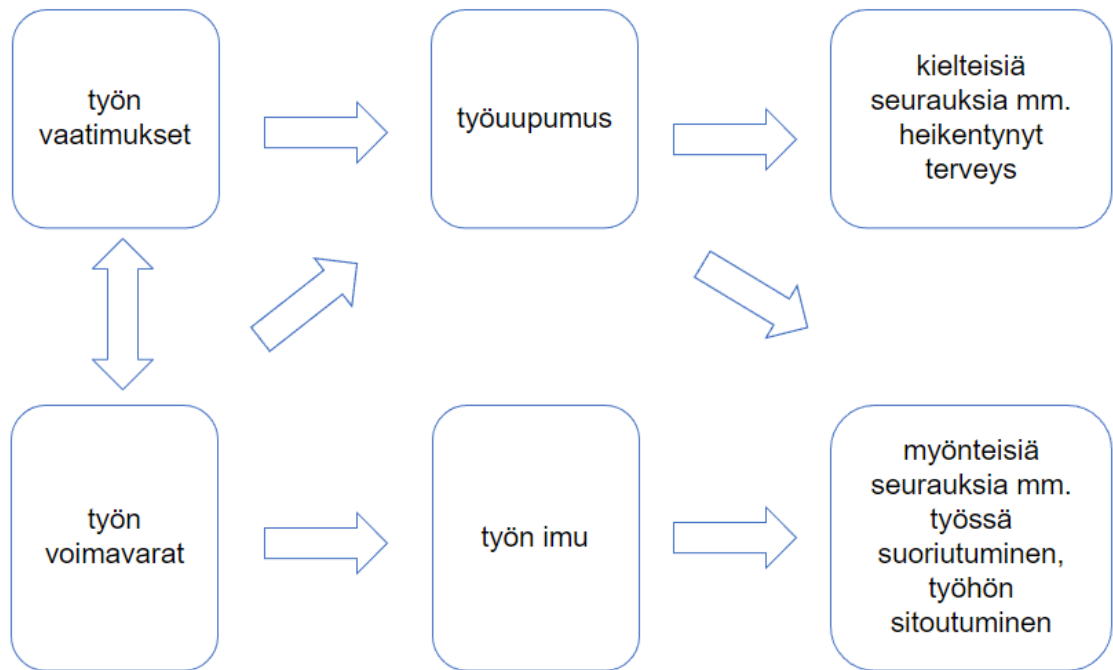 työn
vaatimukset
työuupumus
kielteisiä
seurauksia mm.
heikentynyt
terveys
työn
voimavarat
työn imu
myönteisiä
seurauksia mm.
työssä
suoriutuminen,
työhön
sitoutuminen